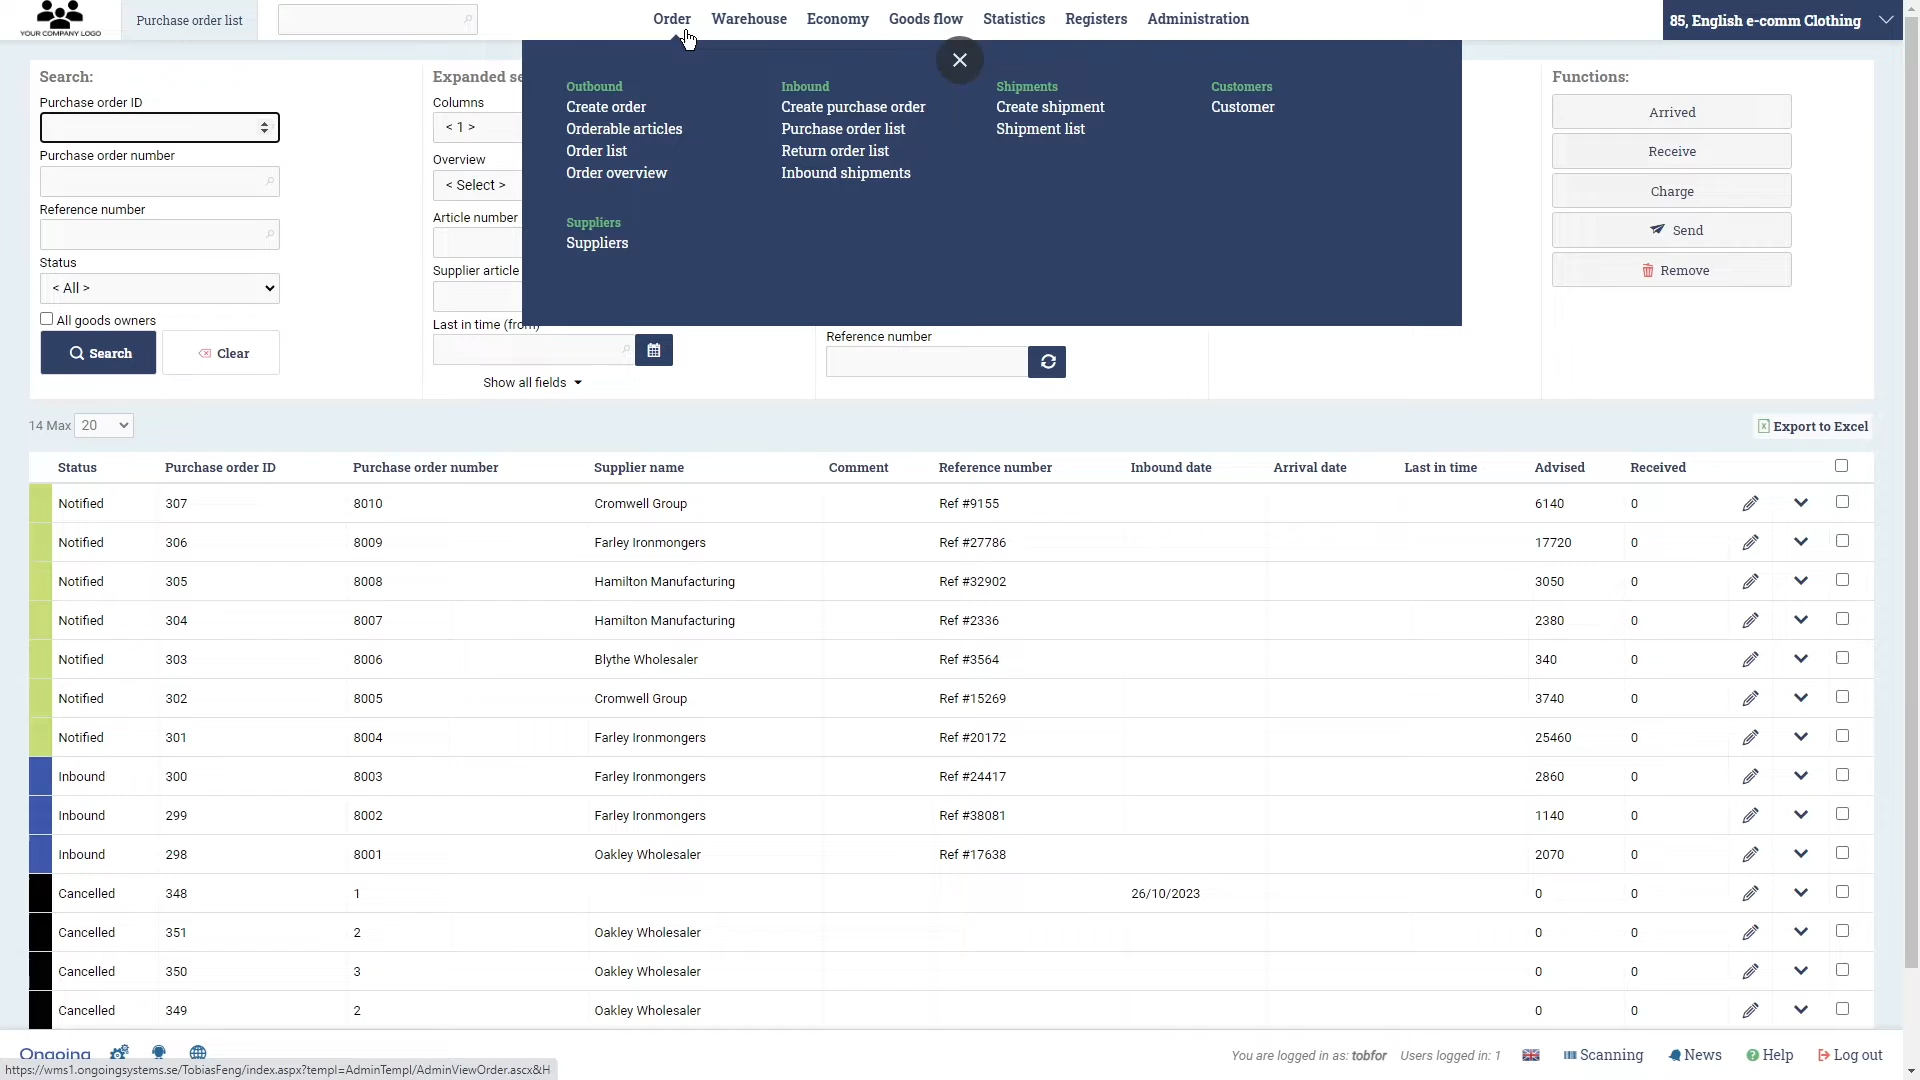 YOUR COMPANY LOGO
Purchase order list
Order Warehouse Economy Goods flow Statistics Registers Administration
85, English e-comm Clothing
Search:
Purchase order ID
Purchase order number
Reference number
Status
< All >
All goods owners
Search
Clear
Expanded se
Columns
< 1 >
Overview
< Select >
Article number
Supplier article
Last in time (from)
Show all fields
Outbound
Create order
Orderable articles
Order list
Order overview
Inbound
Create purchase order
Purchase order list
Return order list
Inbound shipments
Shipments
Create shipment
Shipment list
Customers
Customer
Suppliers
Suppliers
Reference number
Functions:
Arrived
Receive
Charge
Send
Remove
14 Max 20
Export to Excel
Status Purchase order ID Purchase order number Supplier name Comment Reference number Inbound date Arrival date Last in time Advised Received
Notified 307 8010 Cromwell Group Ref #9155 6140 0
Notified 306 8009 Farley Ironmongers Ref #27786 17720 0
Notified 305 8008 Hamilton Manufacturing Ref #32902 3050 0
Notified 304 8007 Hamilton Manufacturing Ref #2336 2380 0
Notified 303 8006 Blythe Wholesaler Ref #3564 340 0
Notified 302 8005 Cromwell Group Ref #15269 3740 0
Notified 301 8004 Farley Ironmongers Ref #20172 25460 0
Inbound 300 8003 Farley Ironmongers Ref #24417 2860 0
Inbound 299 8002 Farley Ironmongers Ref #38081 1140 0
Inbound 298 8001 Oakley Wholesaler Ref #17638 2070 0
Cancelled 348 1 26/10/2023 0 0
Cancelled 351 2 Oakley Wholesaler 0 0
Cancelled 350 3 Oakley Wholesaler 0 0
Cancelled 349 2 Oakley Wholesaler 0 0
Ongoing
You are logged in as: tobfor Users logged in: 1 Scanning News Help Log out
https://wms1.ongoingsystems.se/TobiasFeng/index.aspx?templ=AdminTempl/AdminViewOrder.ascx&H